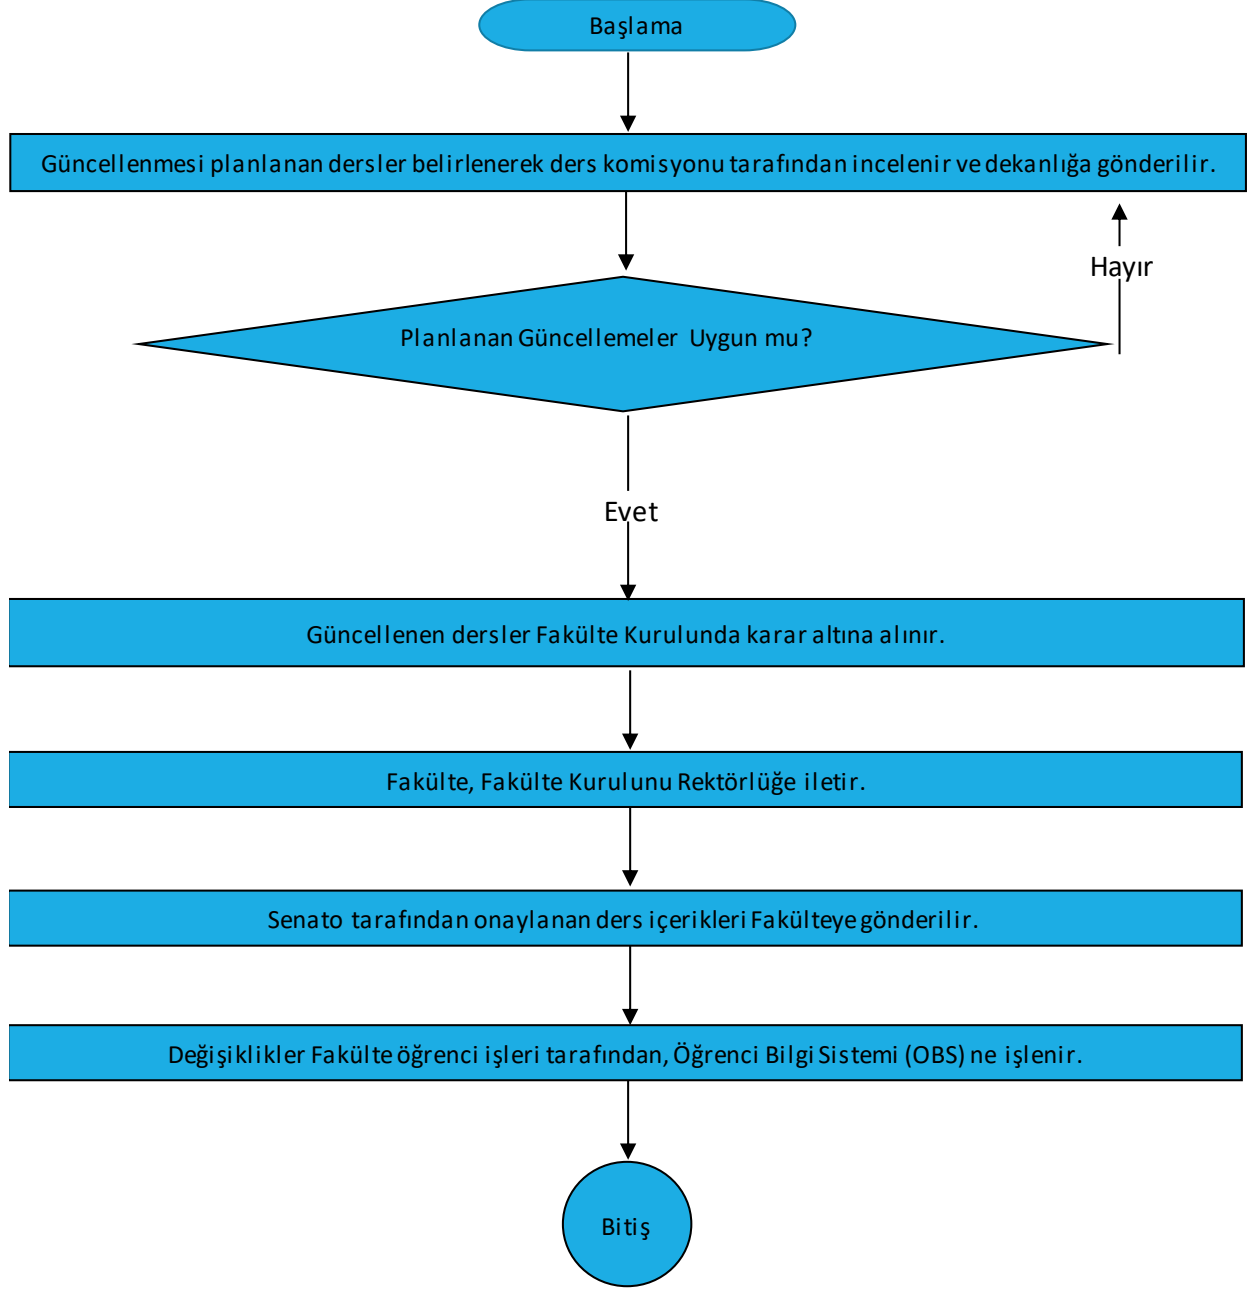 Başlama
Güncellenmesi planlanan dersler belirlenerek ders komisyonu tarafından incelenir ve dekanlığa gönderilir.
Hayır
Planlanan Güncellemeler Uygun mu?
Evet
Güncellenen dersler Fakülte Kurulunda karar altına alınır.
Fakülte, Fakülte Kurulunu Rektörlüğe iletir.
Senato tarafından onaylanan ders içerikleri Fakülteye gönderilir.
Değişiklikler Fakülte öğrenci işleri tarafından, Öğrenci Bilgi Sistemi (OBS) ne işlenir.
Bitiş